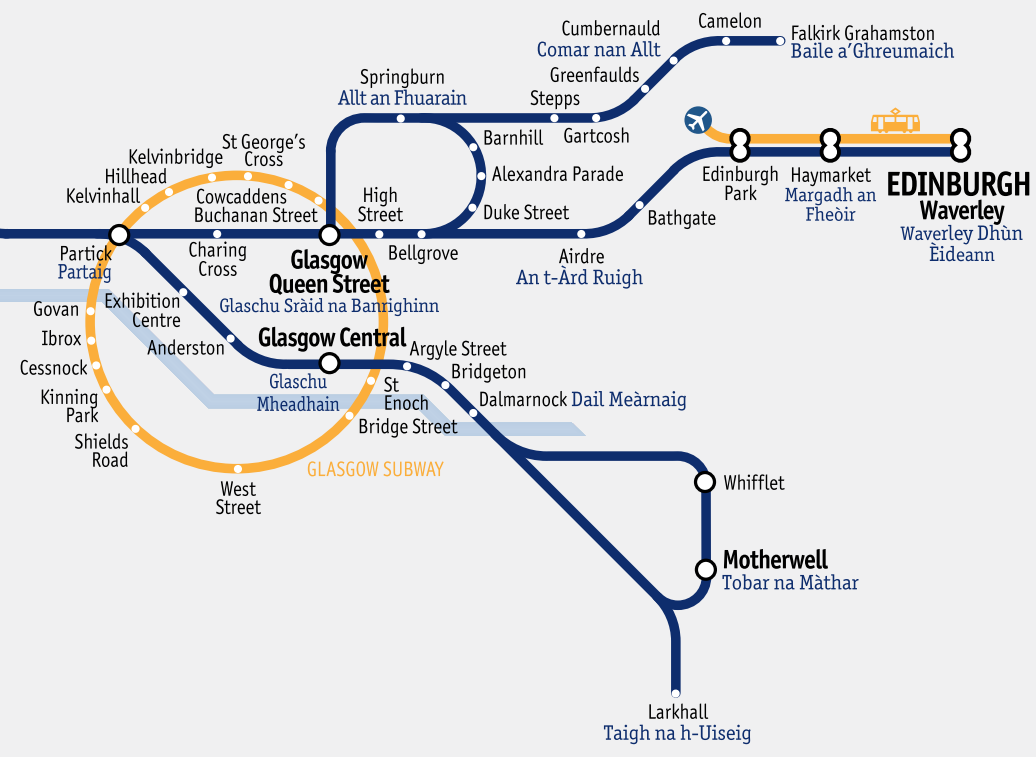 Camelon
Falkirk Grahamston
Baile a'Ghreumaich
Cumbernauld
Comar nan Allt
Greenfaulds
Springburn
Allt an Fhuarain
Stepps
Gartcosh
Barnhill
Alexandra Parade
Duke Street
St George's
Cross
Kelvinbridge
Hillhead
Kelvinhall
Cowcaddens
Buchanan Street
High
Street
Edinburgh
Park
Haymarket
Margadh an
Fheòir
EDINBURGH
Waverley
Waverley Dhùn
Èideann
Bathgate
Partick
Partaig
Charing
Cross
Glasgow
Queen Street
Glaschu Sràid na Banrighinn
Bellgrove
Airdre
An t-Àrd Ruigh
Govan
Exhibition
Centre
Ibrox
Anderston
Glasgow Central
Glaschu
Mheadhain
Argyle Street
Bridgeton
Cessnock
Kinning
Park
St
Enoch
Dalmarnock Dail Meàrnaig
Bridge Street
Shields
Road
GLASGOW SUBWAY
West
Street
Whifflet
Motherwell
Tobar na Màthar
Larkhall
Taigh na h-Uiseig